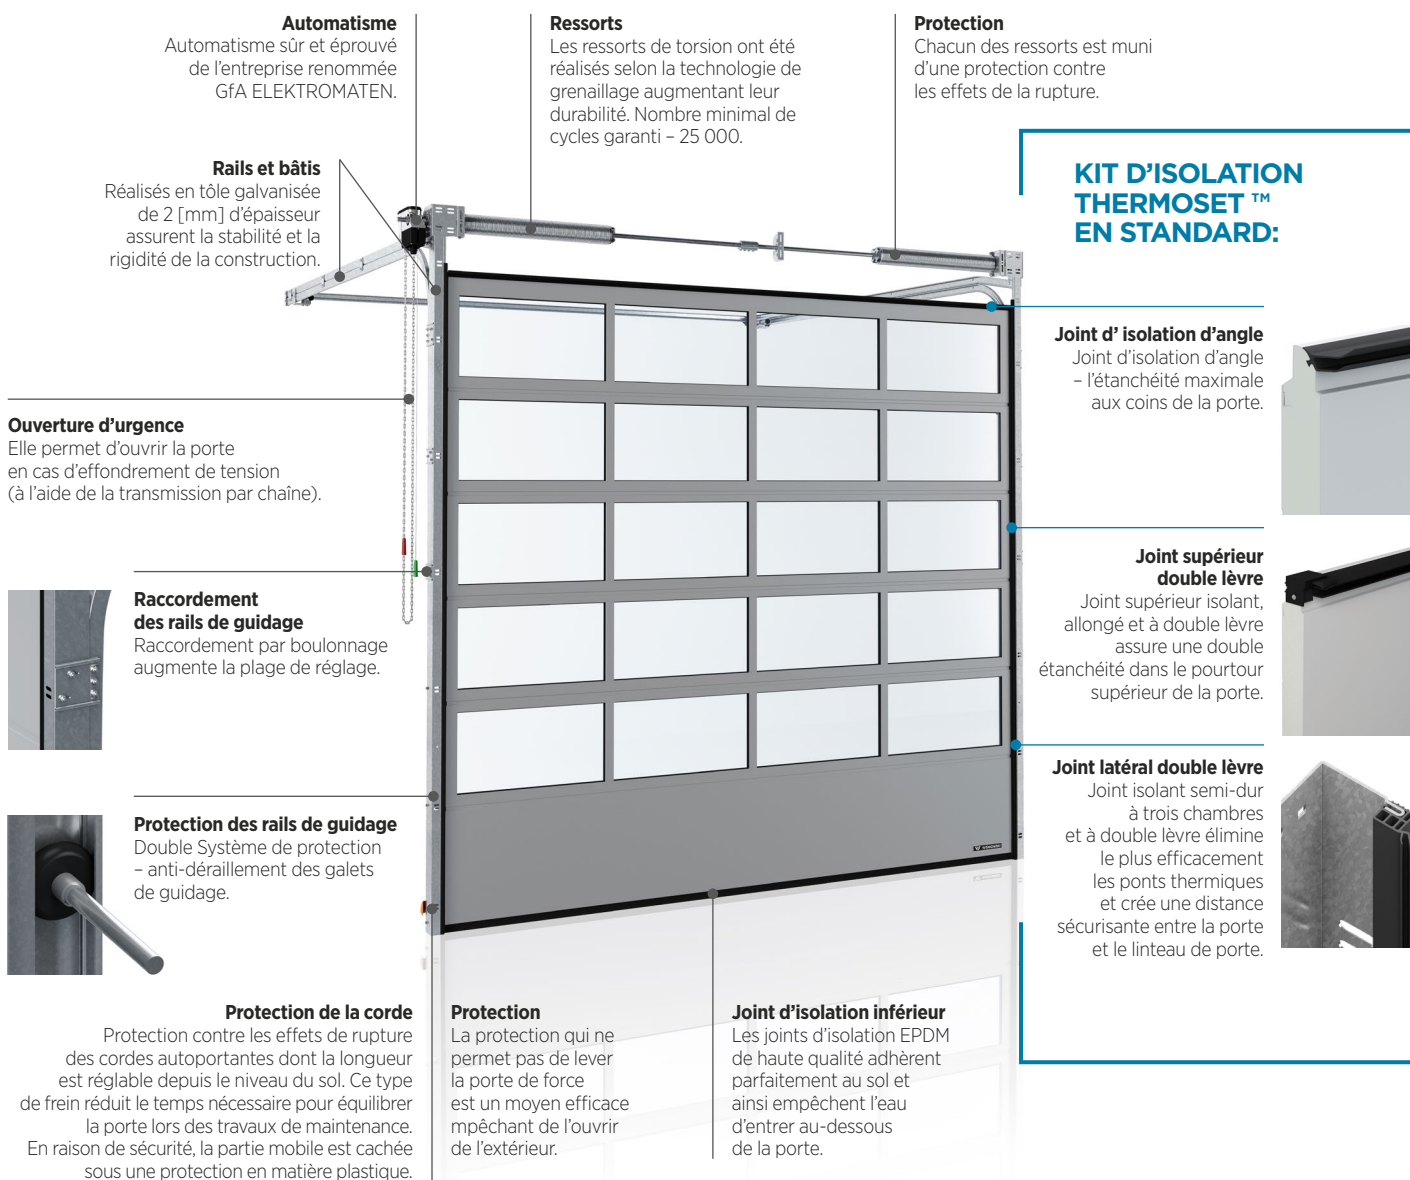 Automatisme
Automatisme sûr et éprouvé
de l'entreprise renommée
GfA ELEKTROMATEN.
Ressorts
Les ressorts de torsion ont été
réalisés selon la technologie de
grenaillage augmentant leur
durabilité. Nombre minimal de
cycles garanti – 25 000.
Protection
Chacun des ressorts est muni
d'une protection contre
les effets de la rupture.
Rails et bâtis
Réalisés en tôle galvanisée
de 2 [mm] d'épaisseur
assurent la stabilité et la
rigidité de la construction.
KIT D'ISOLATION
THERMOSET ™
EN STANDARD:
Joint d' isolation d'angle
Joint d'isolation d'angle
– l'étanchéité maximale
aux coins de la porte.
Ouverture d'urgence
Elle permet d'ouvrir la porte
en cas d'effondrement de tension
(à l'aide de la transmission par chaîne).
Joint supérieur
double lèvre
Joint supérieur isolant,
allongé et à double lèvre
assure une double
étanchéité dans le pourtour
supérieur de la porte.
Raccordement
des rails de guidage
Raccordement par boulonnage
augmente la plage de réglage.
Joint latéral double lèvre
Joint isolant semi-dur
à trois chambres
et à double lèvre élimine
le plus efficacement
les ponts thermiques
et crée une distance
sécurisante entre la porte
et le linteau de porte.
Protection des rails de guidage
Double Système de protection
– anti-déraillement des galets
de guidage.
Protection de la corde
Protection contre les effets de rupture
des cordes autoportantes dont la longueur
est réglable depuis le niveau du sol. Ce type
de frein réduit le temps nécessaire pour équilibrer
la porte lors des travaux de maintenance.
En raison de sécurité, la partie mobile est cachée
sous une protection en matière plastique.
Protection
La protection qui ne
permet pas de lever
la porte de force
est un moyen efficace
mpêchant de l'ouvrir
de l'extérieur.
Joint d'isolation inférieur
Les joints d'isolation EPDM
de haute qualité adhèrent
parfaitement au sol et
ainsi empêchent l'eau
d'entrer au-dessous
de la porte.